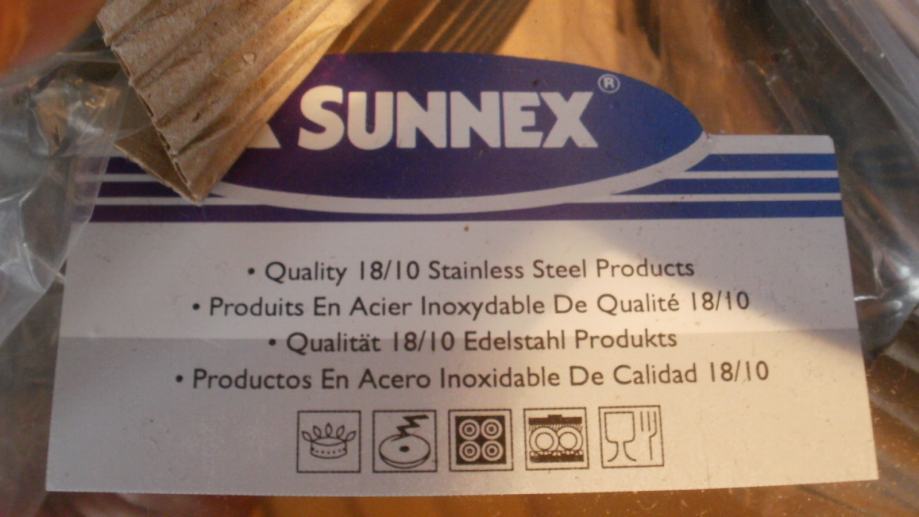 SUNNEX®
• Quality 18/10 Stainless Steel Products
• Produits En Acier Inoxydable De Qualité 18/10
• Qualität 18/10 Edelstahl Produkts
• Productos En Acero Inoxidable De Calidad 18/10